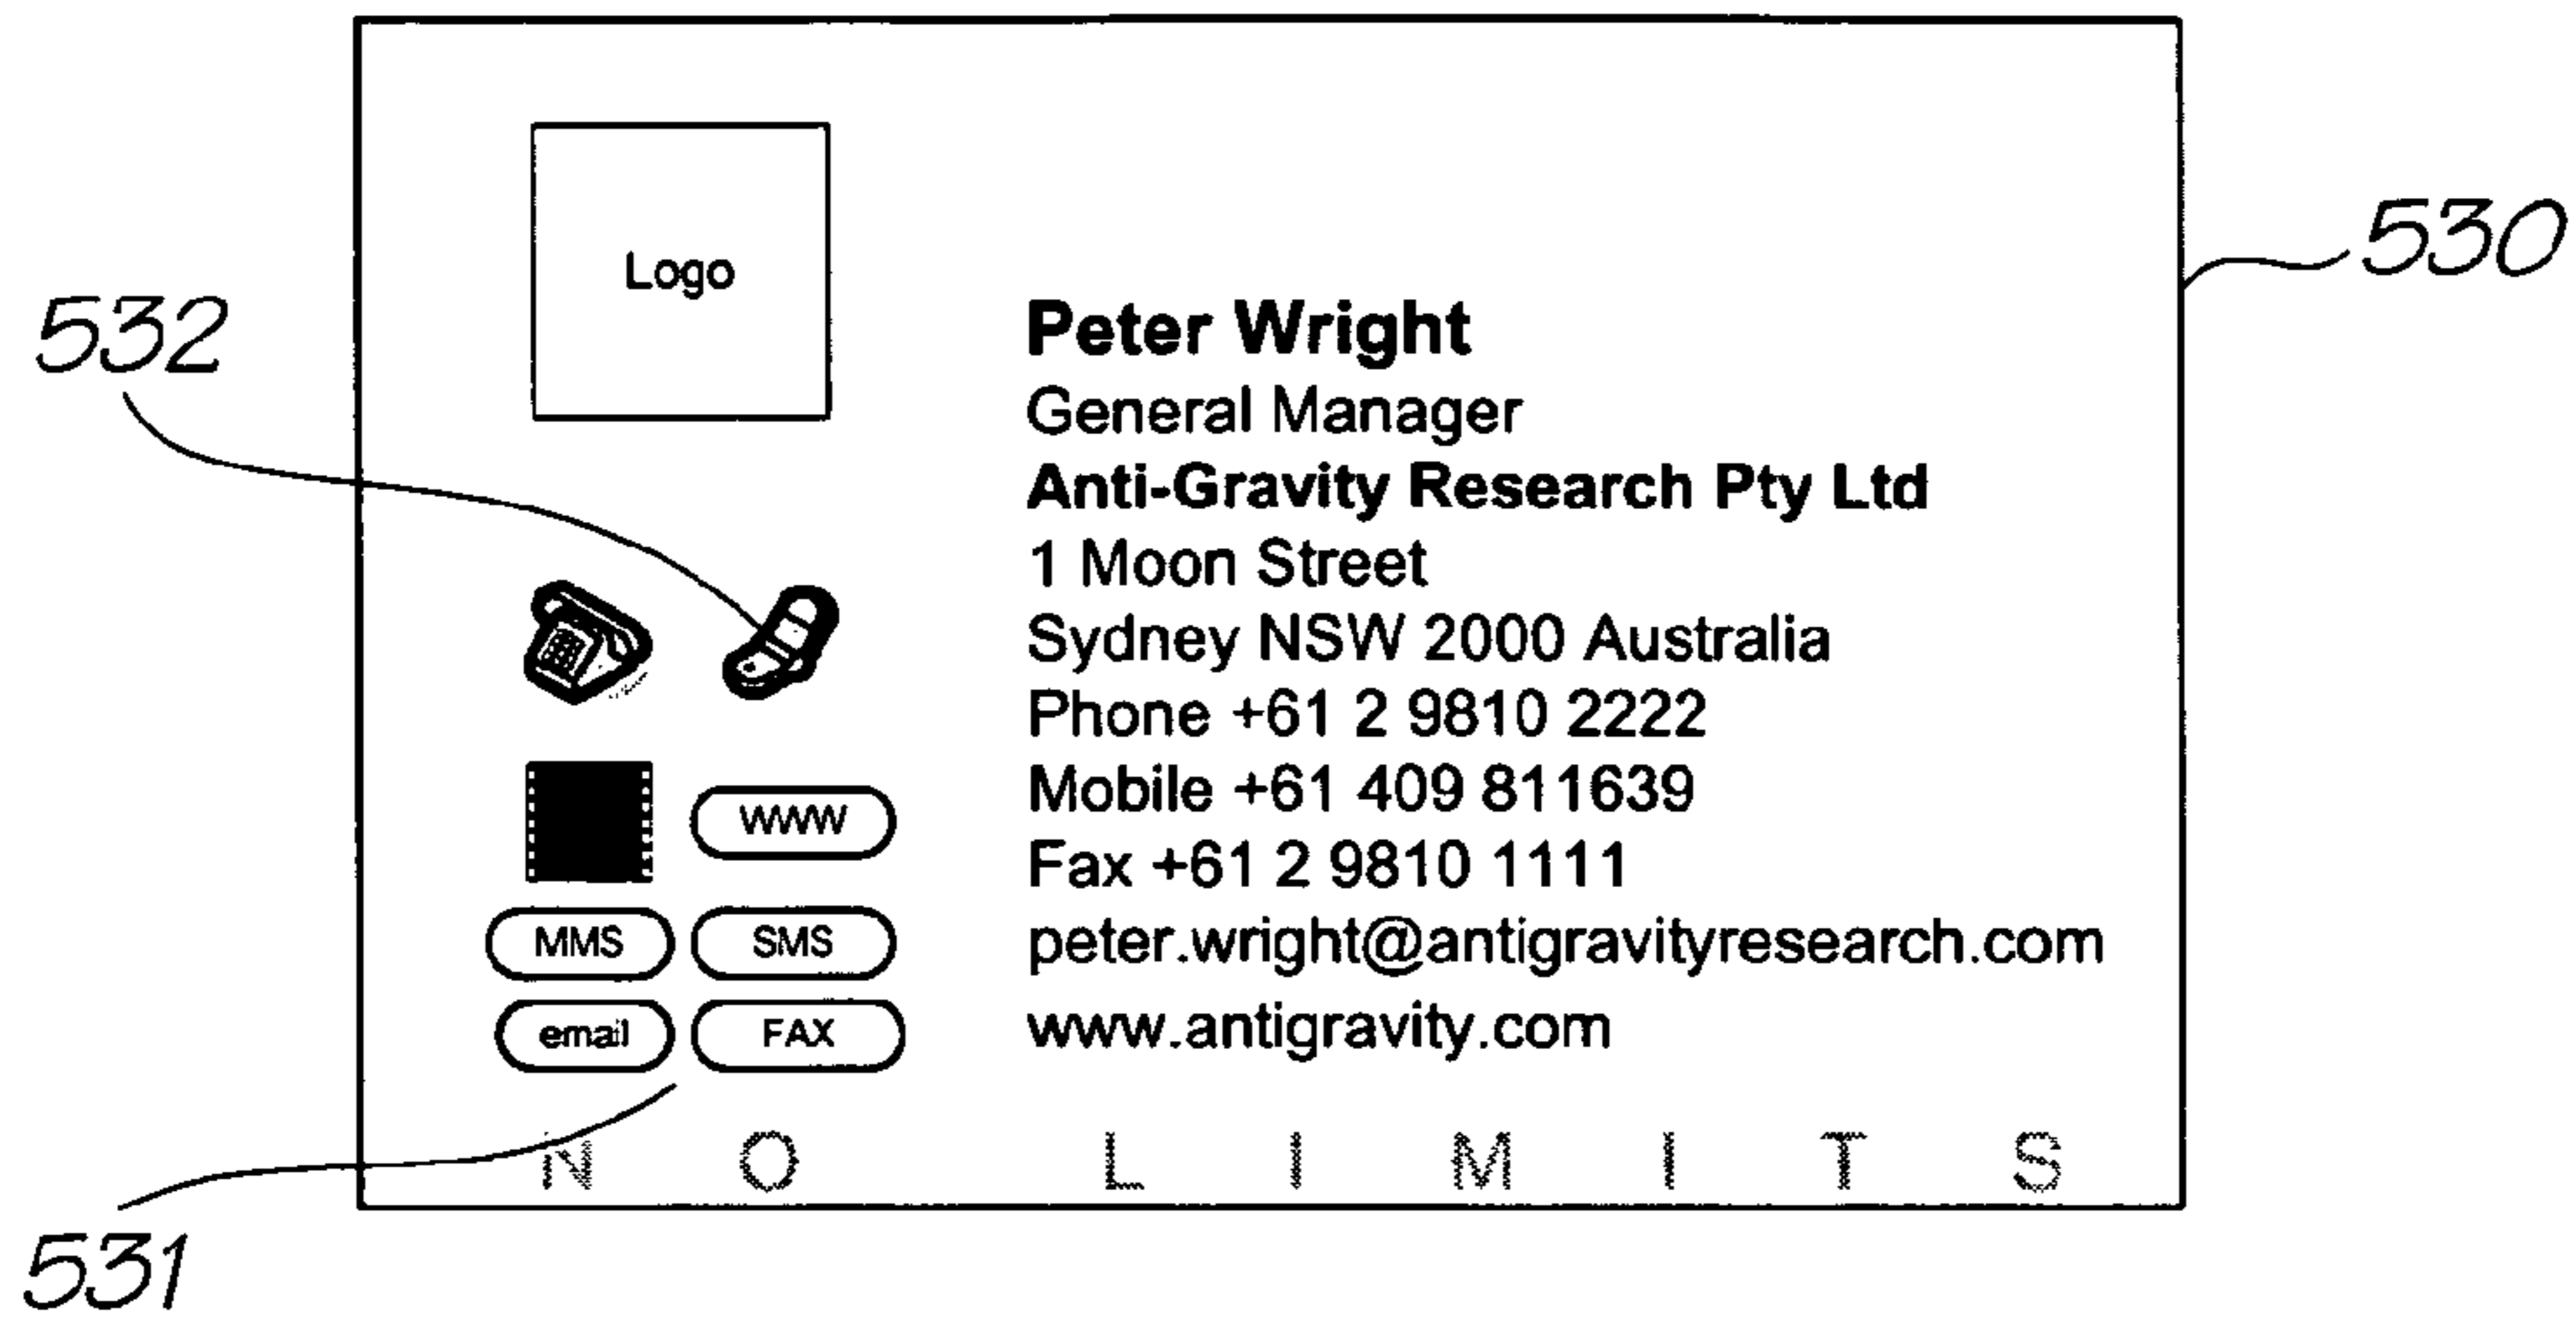 Logo
530
532
Peter Wright
General Manager
Anti-Gravity Research Pty Ltd
1 Moon Street
Sydney NSW 2000 Australia
Phone +61 2 9810 2222
Mobile +61 409 811639
WWW
Fax +61 2 9810 1111
MMS SMS
peter.wright@antigravityresearch.com
email FAX
www.antigravity.com
NO LIMITS
531